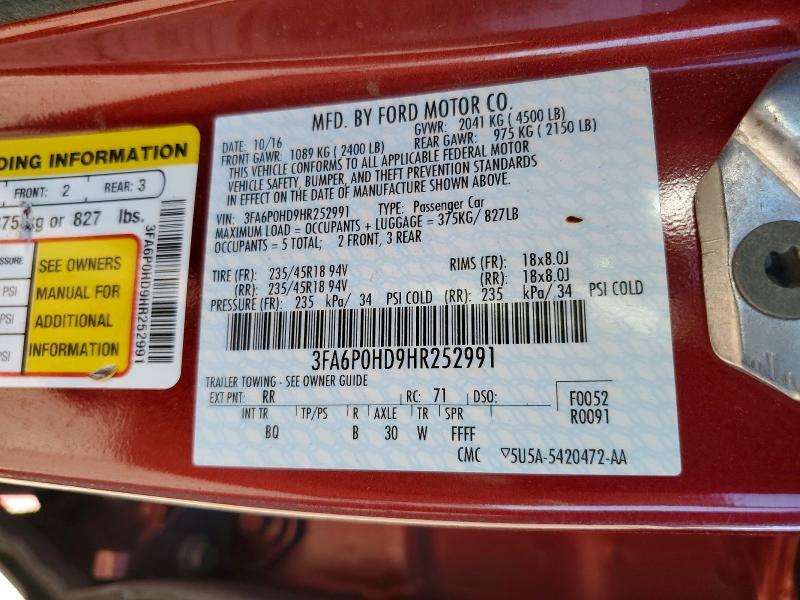 MFD. BY FORD MOTOR CO.
DATE: 10/16 GVWR: 2041 KG (4500 LB)
FRONT GAWR: 1089 KG (2400 LB) REAR GAWR: 975 KG (2150 LB)
THIS VEHICLE CONFORMS TO ALL APPLICABLE FEDERAL MOTOR
VEHICLE SAFETY, BUMPER, AND THEFT PREVENTION STANDARDS
IN EFFECT ON THE DATE OF MANUFACTURE SHOWN ABOVE.
VIN: 3FA6P0HD9HR252991 TYPE: Passenger Car
MAXIMUM LOAD = OCCUPANTS + LUGGAGE = 375KG/ 827LB
OCCUPANTS = 5 TOTAL; 2 FRONT, 3 REAR
TIRE (FR): 235/45R18 94V RIMS (FR): 18x8.0J
(RR): 235/45R18 94V (RR): 18x8.0J
PRESSURE (FR): 235 kPa/ 34 PSI COLD (RR): 235 kPa/ 34 PSI COLD
3FA6P0HD9HR252991
TRAILER TOWING - SEE OWNER GUIDE
EXT PNT: RR RC: 71 DSO: F0052
INT TR TP/PS R AXLE TR SPR R0091
BQ B 30 W FFFF
CMC ▽5U5A-5420472-AA
DING INFORMATION
FRONT: 2 REAR: 3
375 kg or 827 lbs.
SSURE
PSI
PSI
SEE OWNERS
MANUAL FOR
ADDITIONAL
INFORMATION
3FA6P0HD9HR252991